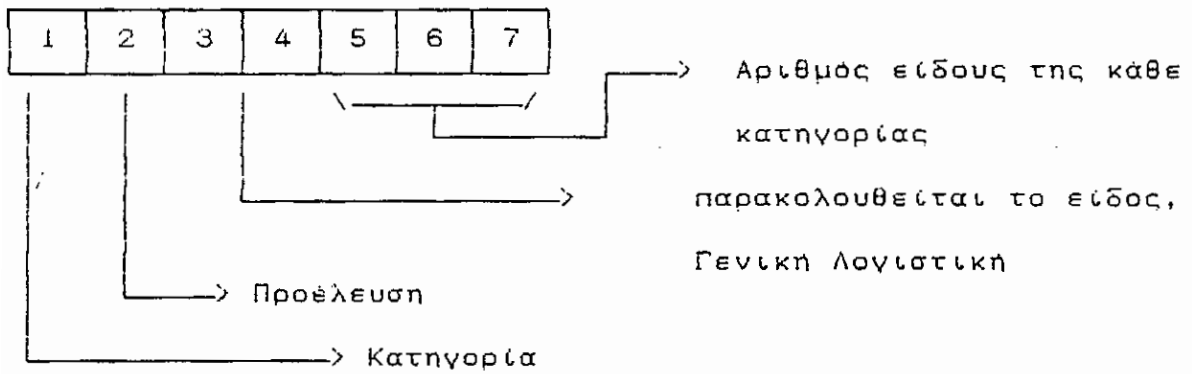 1 2 3 4 5 6 7
Αριθμός είδους της κάθε
κατηγορίας
παρακολουθείται το είδος,
Γενική Λογιστική
Προέλευση
Κατηγορία